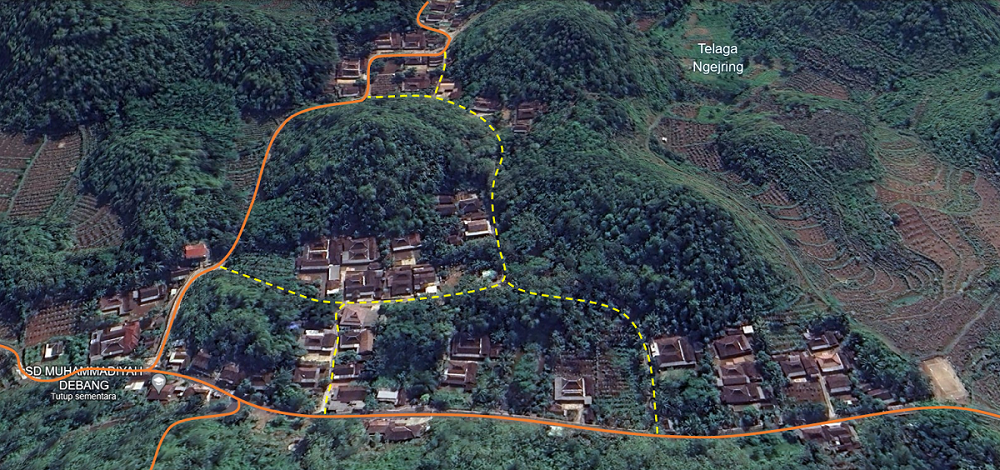 Telaga
Ngejring
SD MUHAMMADIYAH
DEBANG
Tutup sementara